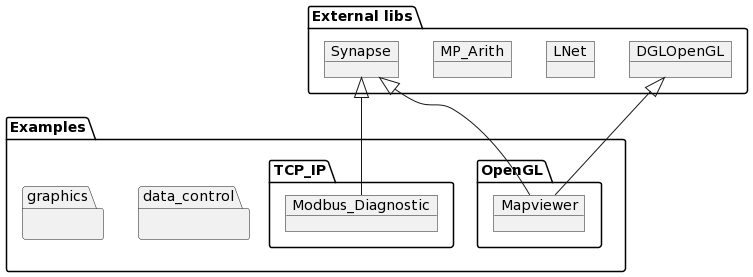 External libs
Synapse
MP_Arith
LNet
DGLOpenGL
Examples
TCP_IP
OpenGL
graphics
data_control
Modbus_Diagnostic
Mapviewer